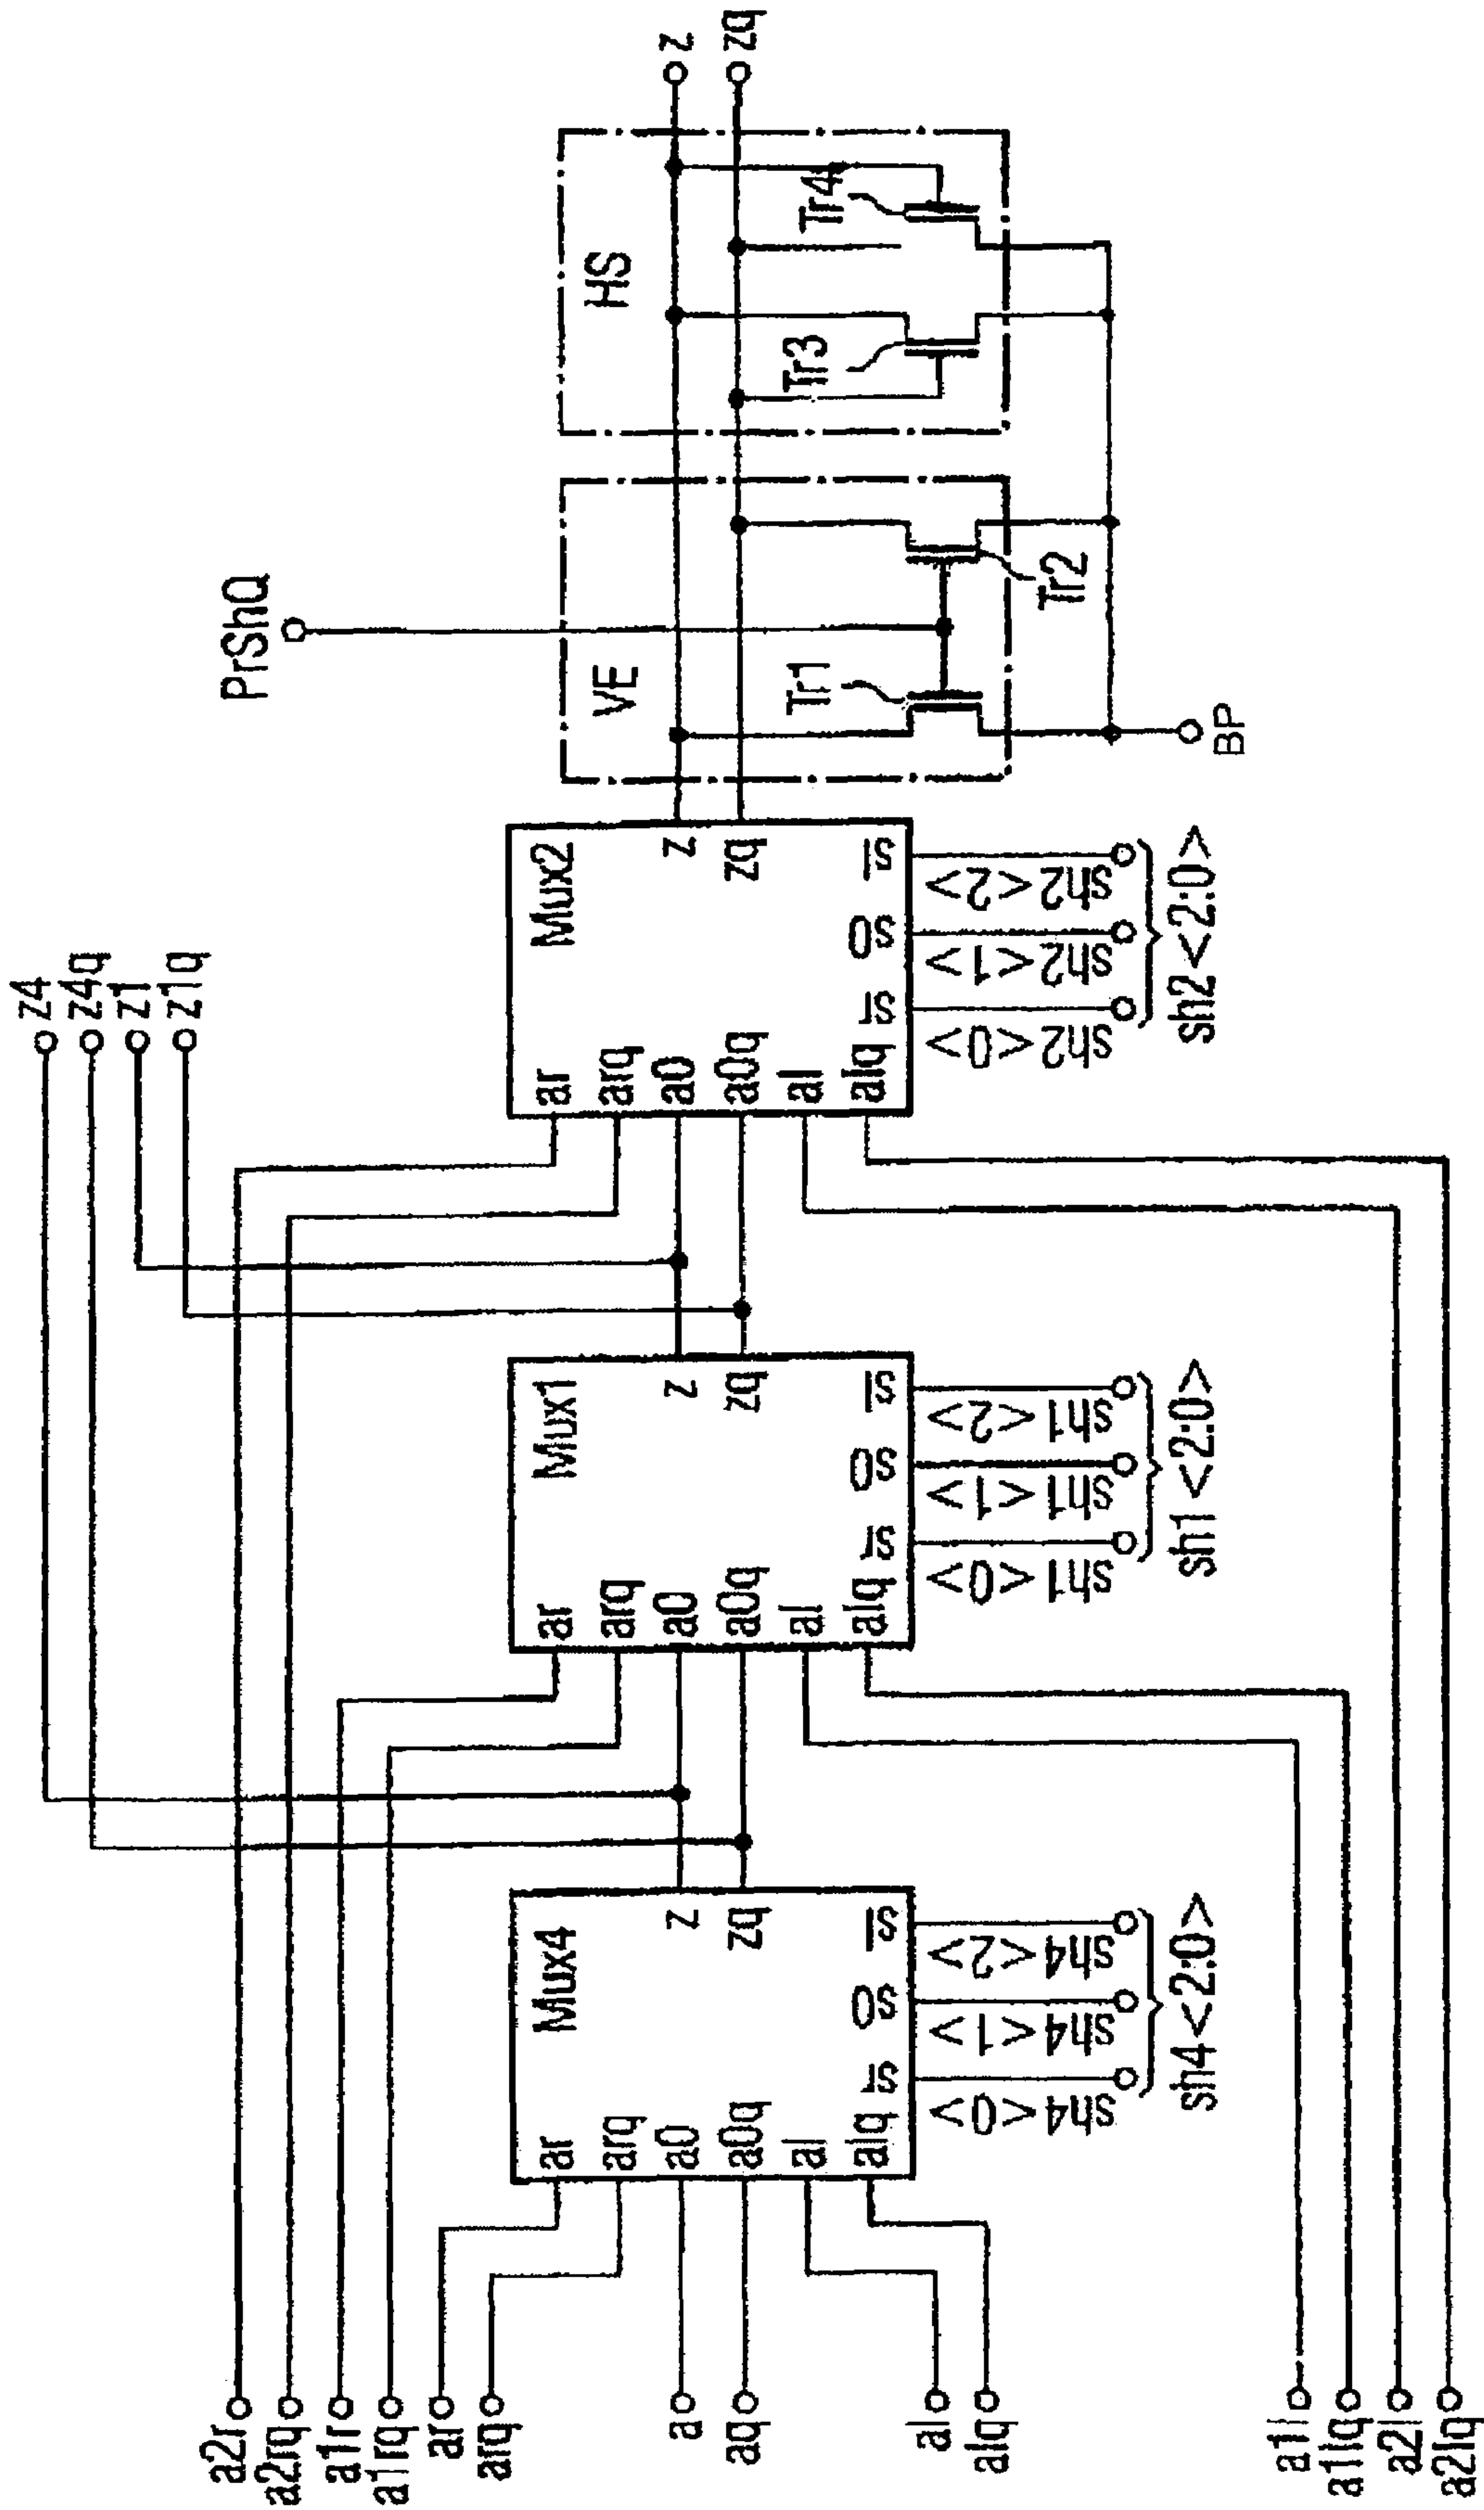 z
zq
HS
Tr4
Tr3
PrShQ
VE
Tr1
Tr2
BP
z4
z4q
z1
z1q
Mux2
z
zq
ar
arq
a0
a0q
al
alq
sl
s0
sr
sh2<2>
sh2<1>
sh2<0>
sh2<2:0>
Mux1
z
zq
ar
arq
a0
a0q
al
alq
sl
s0
sr
sh1<2>
sh1<1>
sh1<0>
sh1<2:0>
Mux4
z
zq
ar
arq
a0
a0q
al
alq
sl
s0
sr
sh4<2>
sh4<1>
sh4<0>
sh4<2:0>
a2r
a2rq
a1r
a1rq
ar
arq
a
aq
al
alq
a1l
a1lq
a2l
a2lq